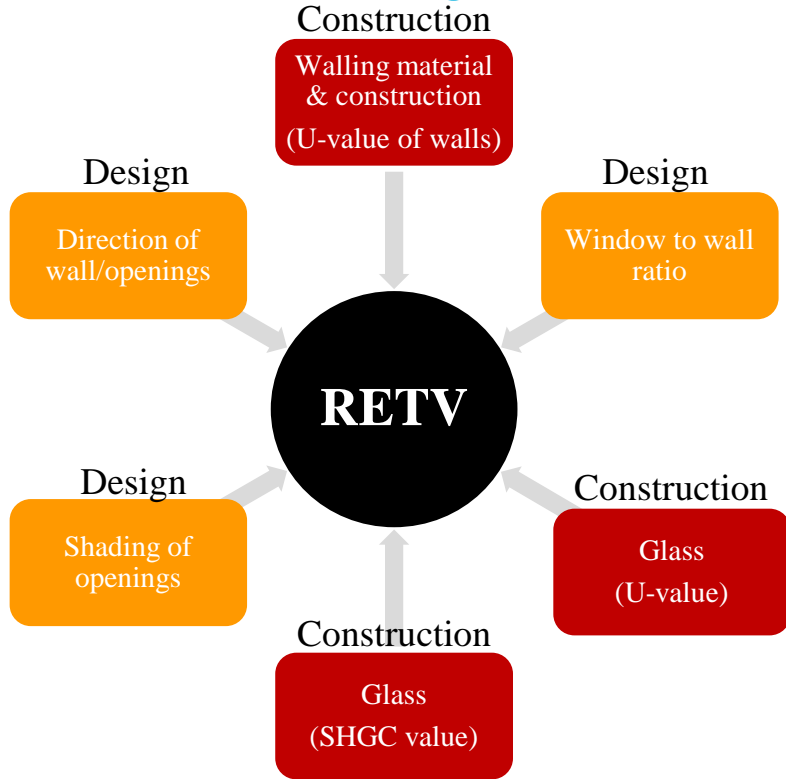 Construction
Walling material
& construction
(U-value of walls)
Design
Direction of
wall/openings
Design
Window to wall
ratio
RETV
Design
Shading of
openings
Construction
Glass
(U-value)
Construction
Glass
(SHGC value)